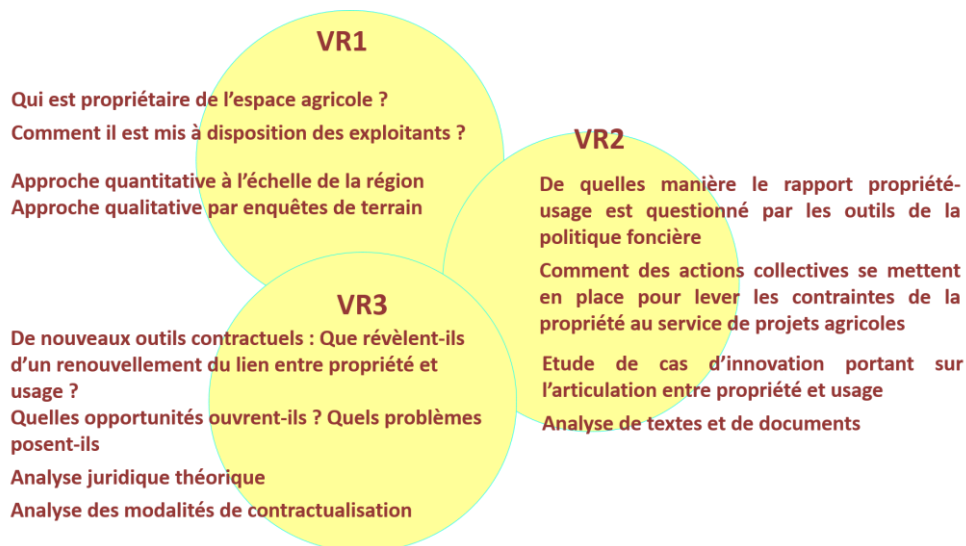 VR1
Qui est propriétaire de l'espace agricole ?
Comment il est mis à disposition des exploitants ?
Approche quantitative à l'échelle de la région
Approche qualitative par enquêtes de terrain
VR2
De quelles manière le rapport propriété-
usage est questionné par les outils de la
politique foncière
Comment des actions collectives se mettent
en place pour lever les contraintes de la
propriété au service de projets agricoles
Etude de cas d'innovation portant sur
l'articulation entre propriété et usage
Analyse de textes et de documents
VR3
De nouveaux outils contractuels : Que révèlent-ils
d'un renouvellement du lien entre propriété et
usage ?
Quelles opportunités ouvrent-ils ? Quels problèmes
posent-ils
Analyse juridique théorique
Analyse des modalités de contractualisation